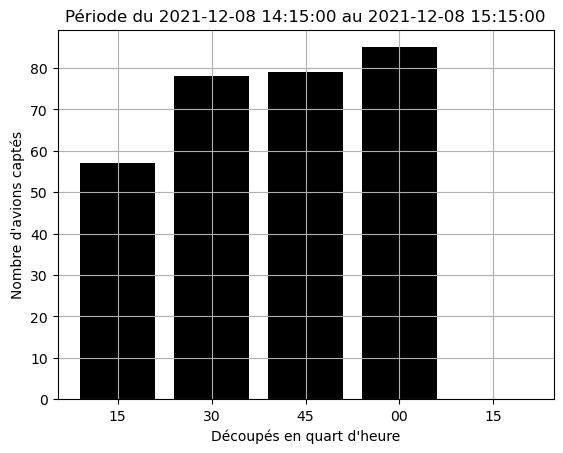 Période du 2021-12-08 14:15:00 au 2021-12-08 15:15:00
Nombre d'avions captés
80
70
60
50
40
30
20
10
0
15 30 45 00 15
Découpés en quart d'heure